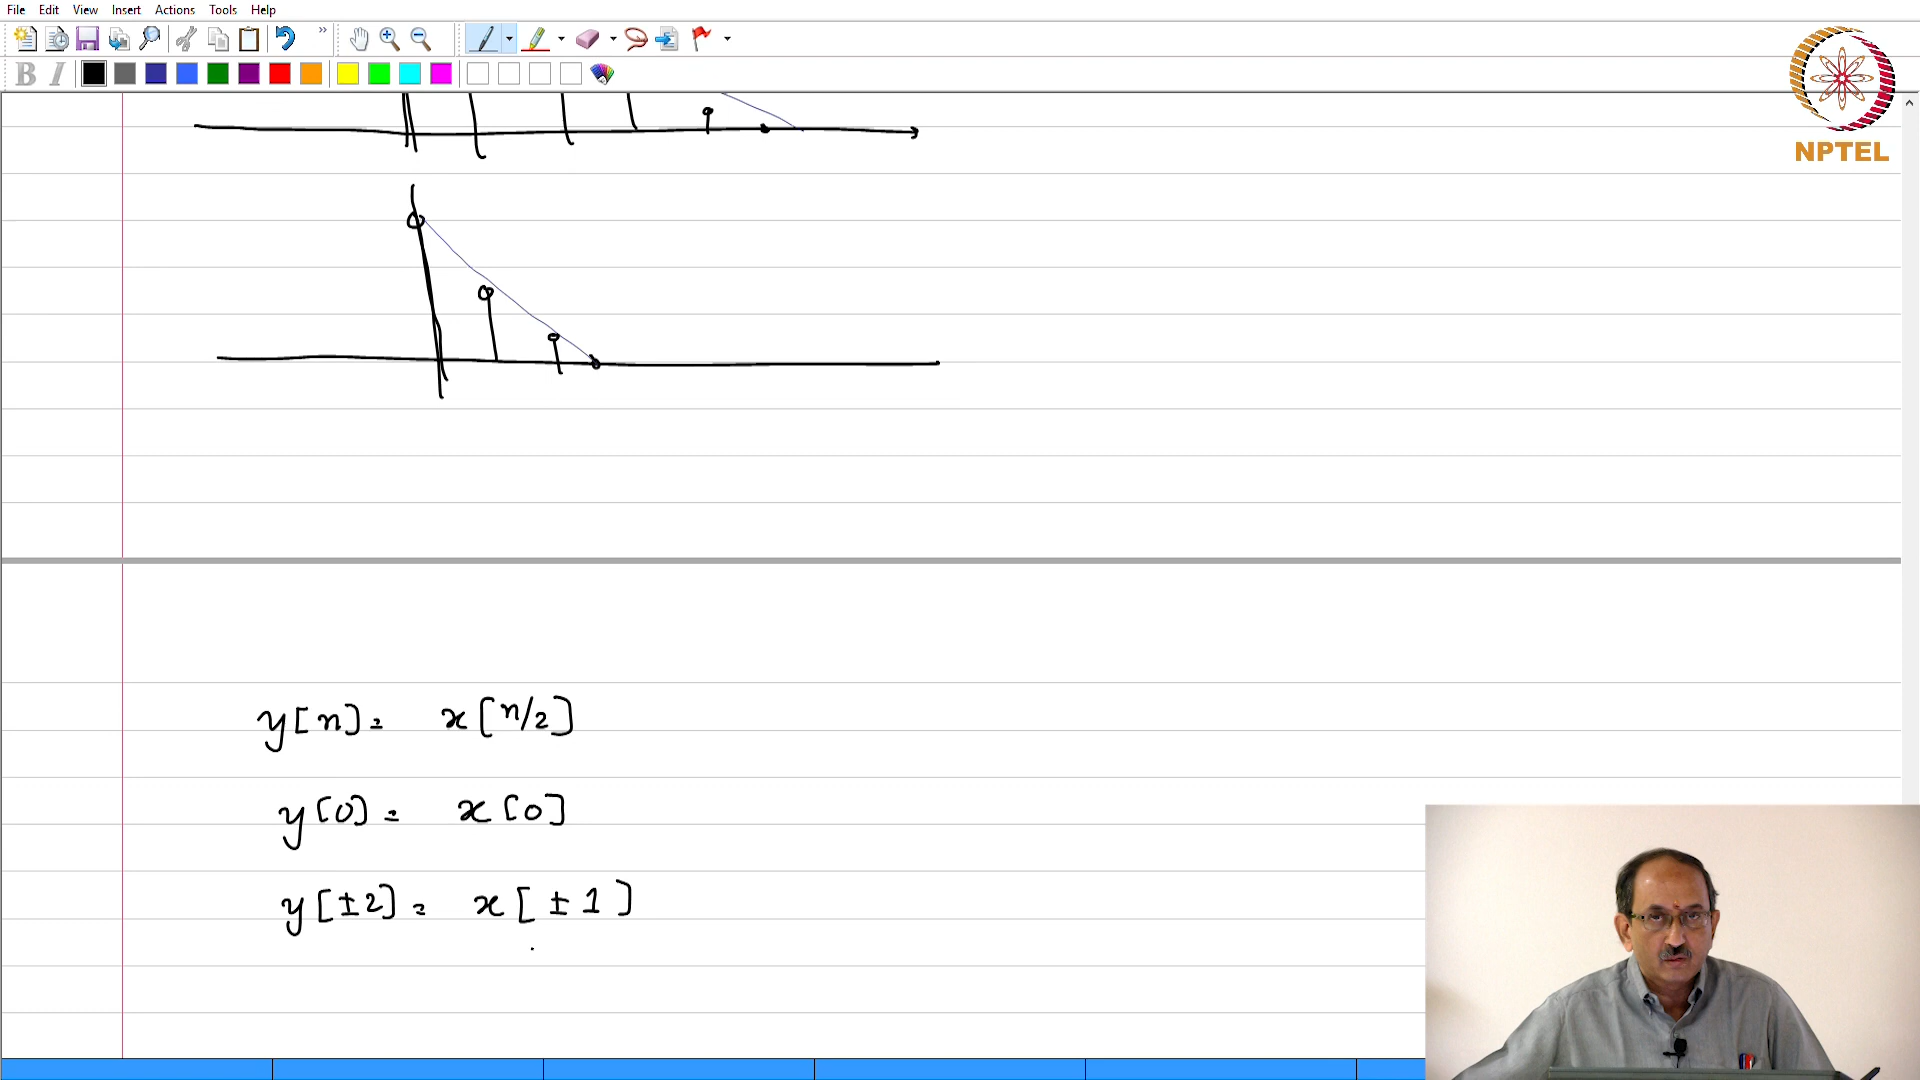 File Edit View Insert Actions Tools Help
B I
NPTEL
y[n] = x[n/2]
y[0] = x[0]
y[±2] = x[±1]